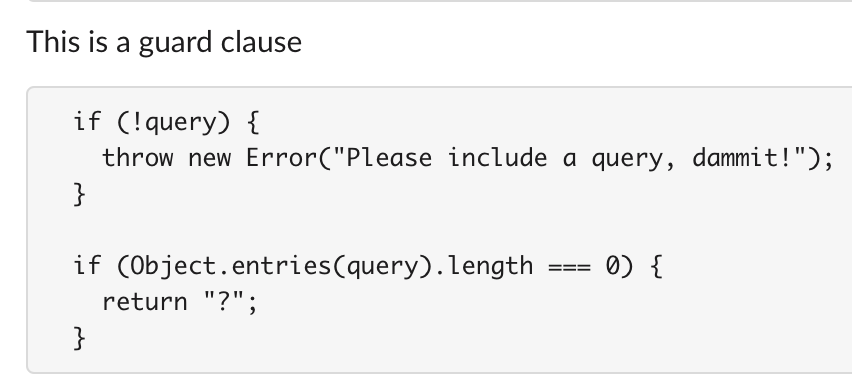 This is a guard clause
if (!query) {
throw new Error("Please include a query, dammit!");
}
if (Object.entries(query).length === 0) {
return "?";
}